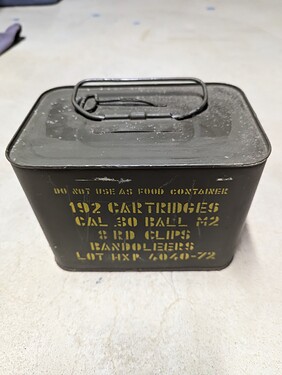 DO NOT USE AS FOOD CONTAINER
192 CARTRIDGES
CAL .30 BALL M2
8 RD CLIPS
BANDOLEERS
LOT HXP 4040-72